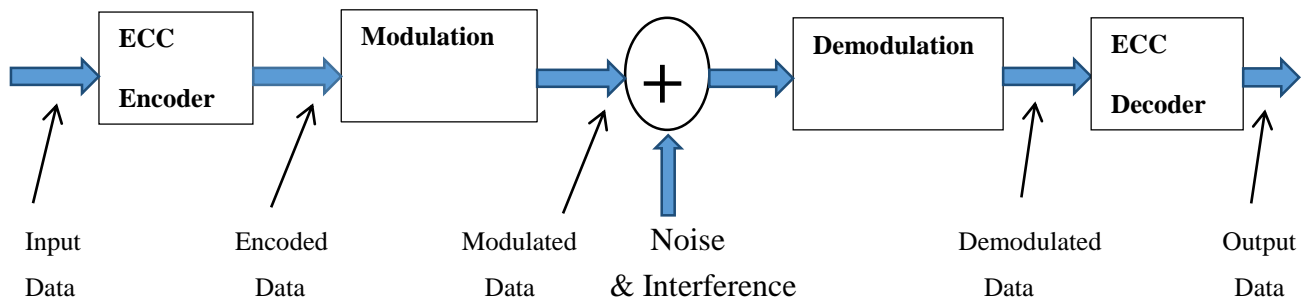 ECC
Encoder
Modulation
+
Demodulation
ECC
Decoder
Input
Data
Encoded
Data
Modulated
Data
Noise
& Interference
Demodulated
Data
Output
Data